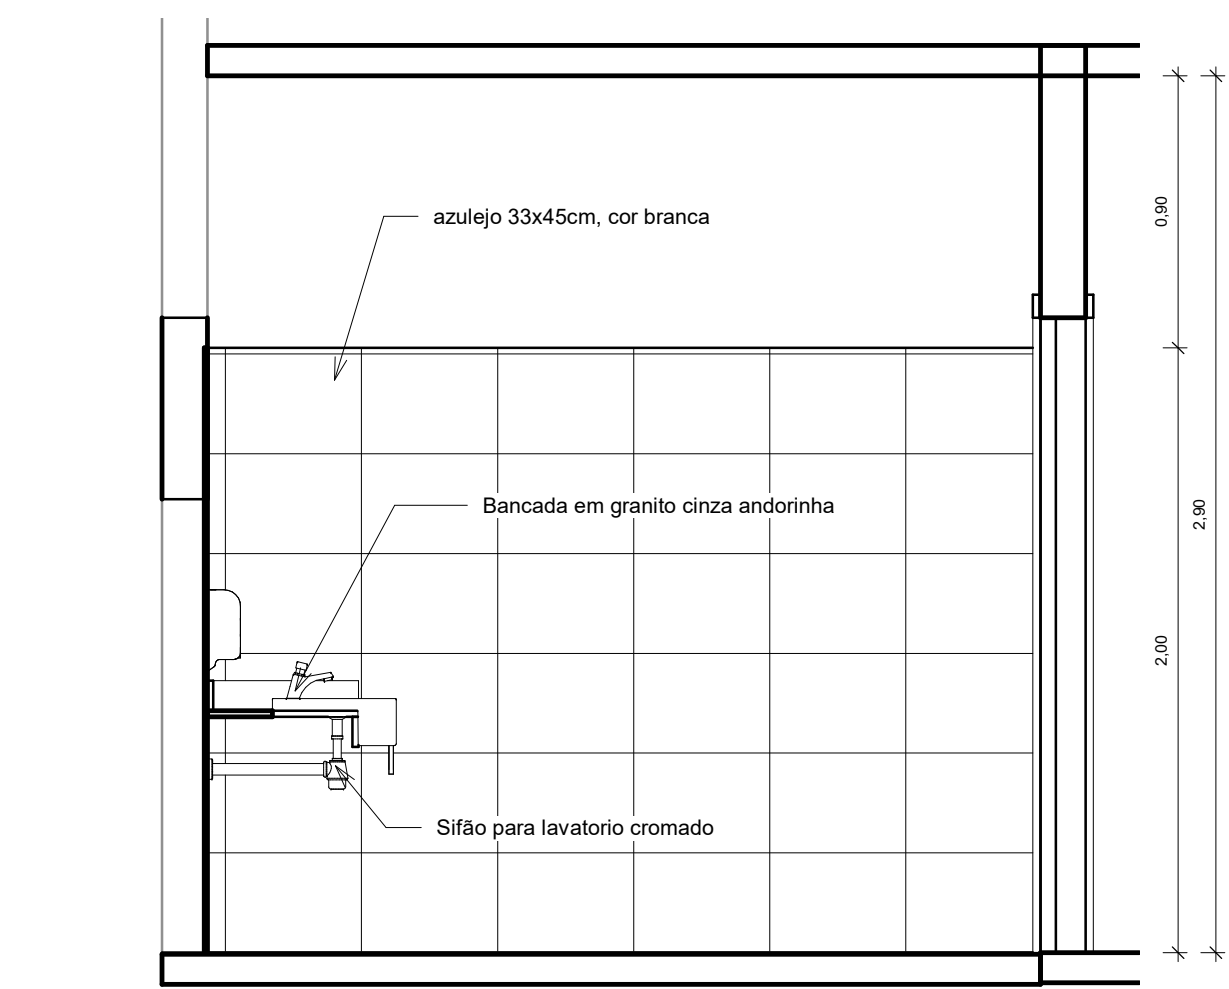 azulejo 33x45cm, cor branca
0,90
Bancada em granito cinza andorinha
2,90
2,00
Sifão para lavatorio cromado